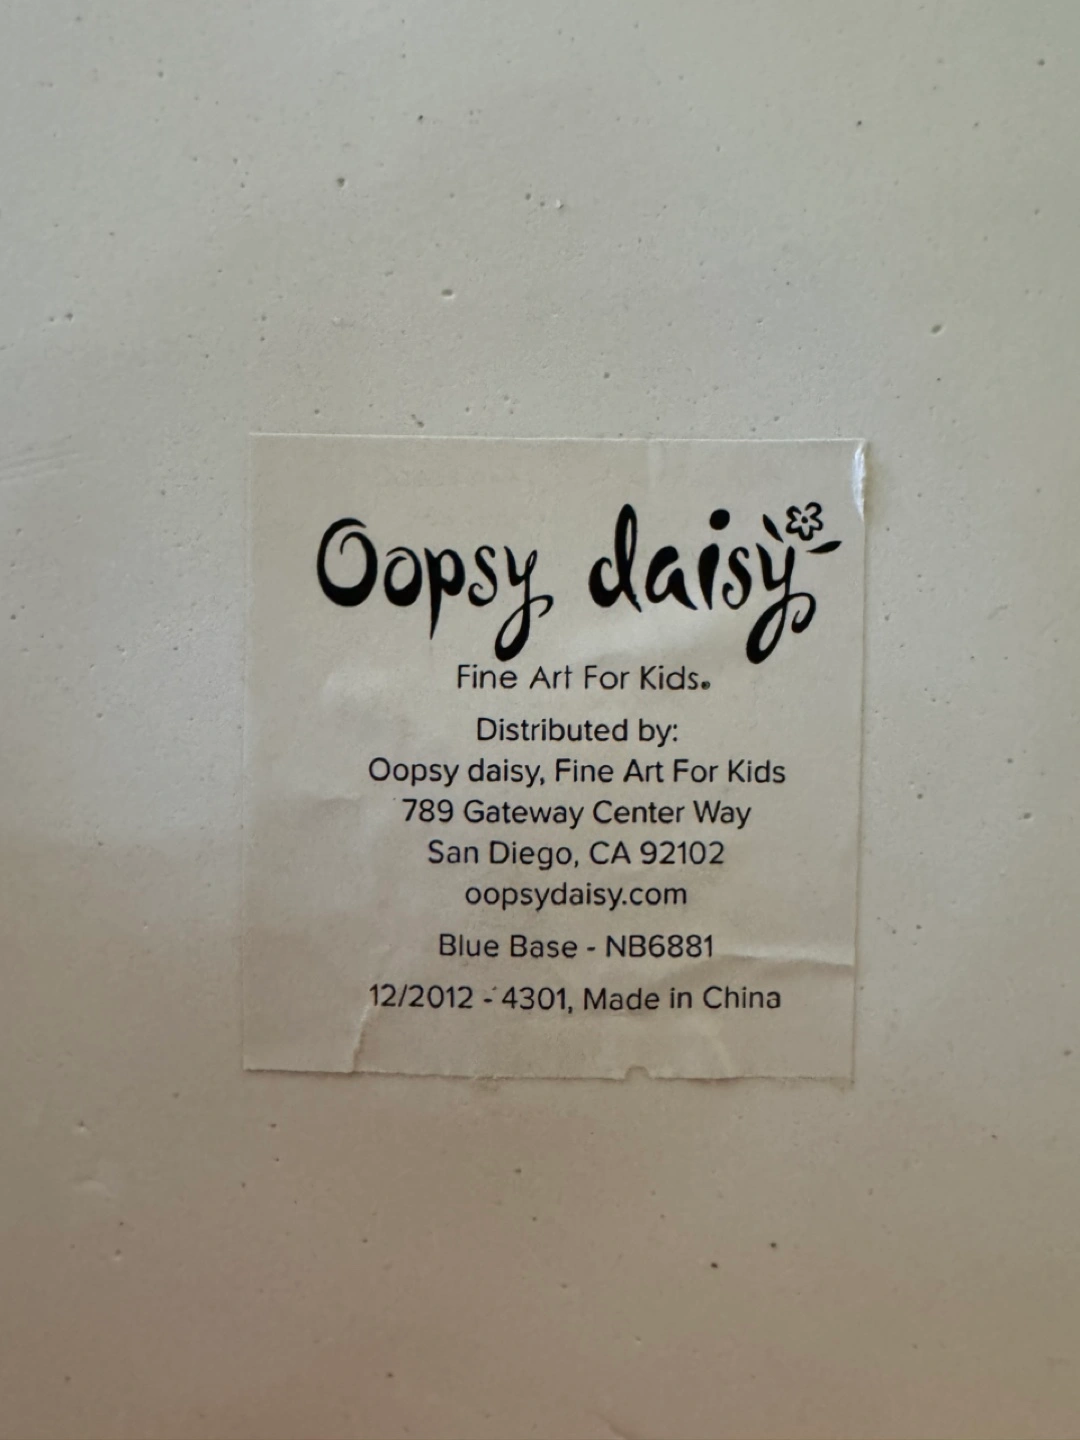 Oopsy daisy
Fine Art For Kids®
Distributed by:
Oopsy daisy, Fine Art For Kids
789 Gateway Center Way
San Diego, CA 92102
oopsydaisy.com
Blue Base - NB6881
12/2012 - 4301, Made in China